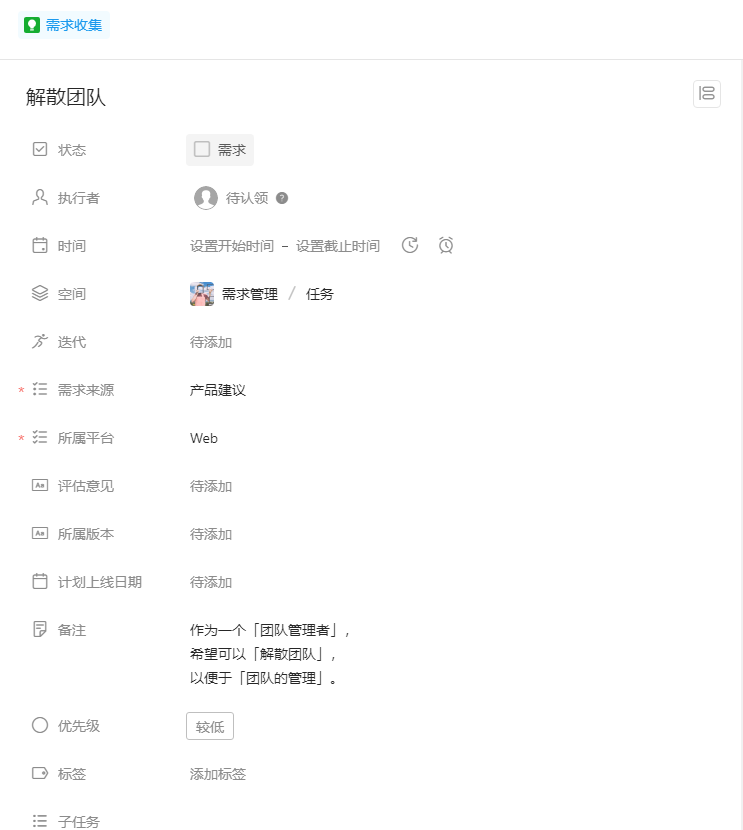 需求收集
解散团队
状态 需求
执行者 待认领 ?
时间 设置开始时间 – 设置截止时间
空间 需求管理 / 任务
迭代 待添加
* 需求来源 产品建议
* 所属平台 Web
Aa 评估意见 待添加
Aa 所属版本 待添加
计划上线日期 待添加
备注 作为一个「团队管理者」,
希望可以「解散团队」,
以便于「团队的管理」。
优先级 较低
标签 添加标签
子任务